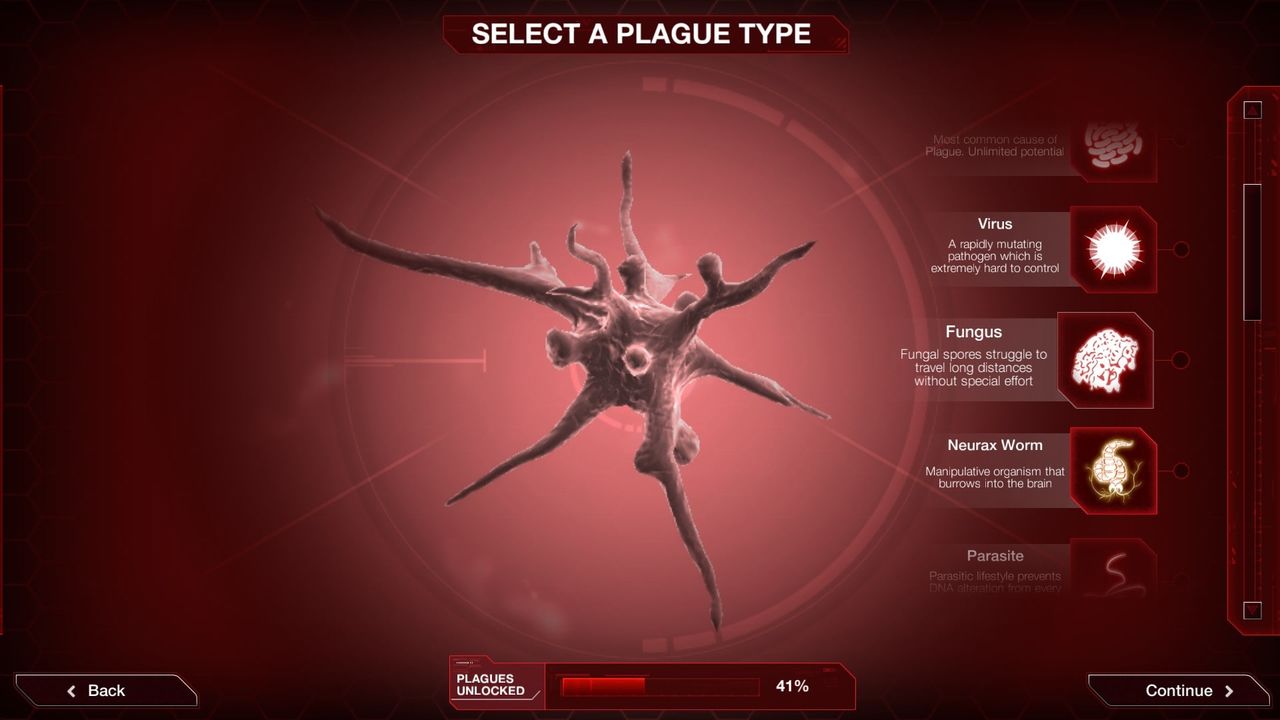 SELECT A PLAGUE TYPE
Most common cause of
Plague. Unlimited potential
Virus
A rapidly mutating
pathogen which is
extremely hard to control
Fungus
Fungal spores struggle to
travel long distances
without special effort
Neurax Worm
Manipulative organism that
burrows into the brain
Parasite
Parasitic lifestyle prevents
DNA alteration from every
PLAGUES
UNLOCKED
41%
Back
Continue